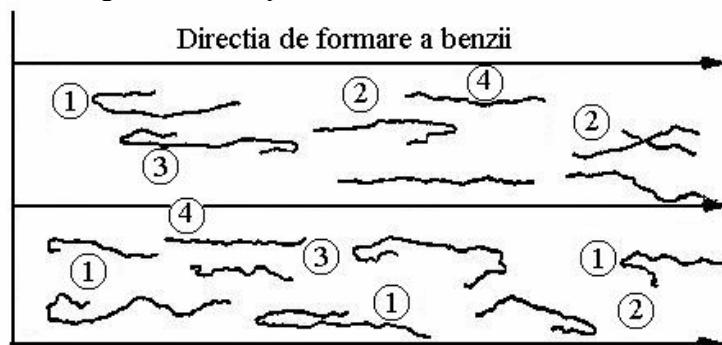 Directia de formare a benzii
1 2 4
3 2
4
1 3 1
1 2